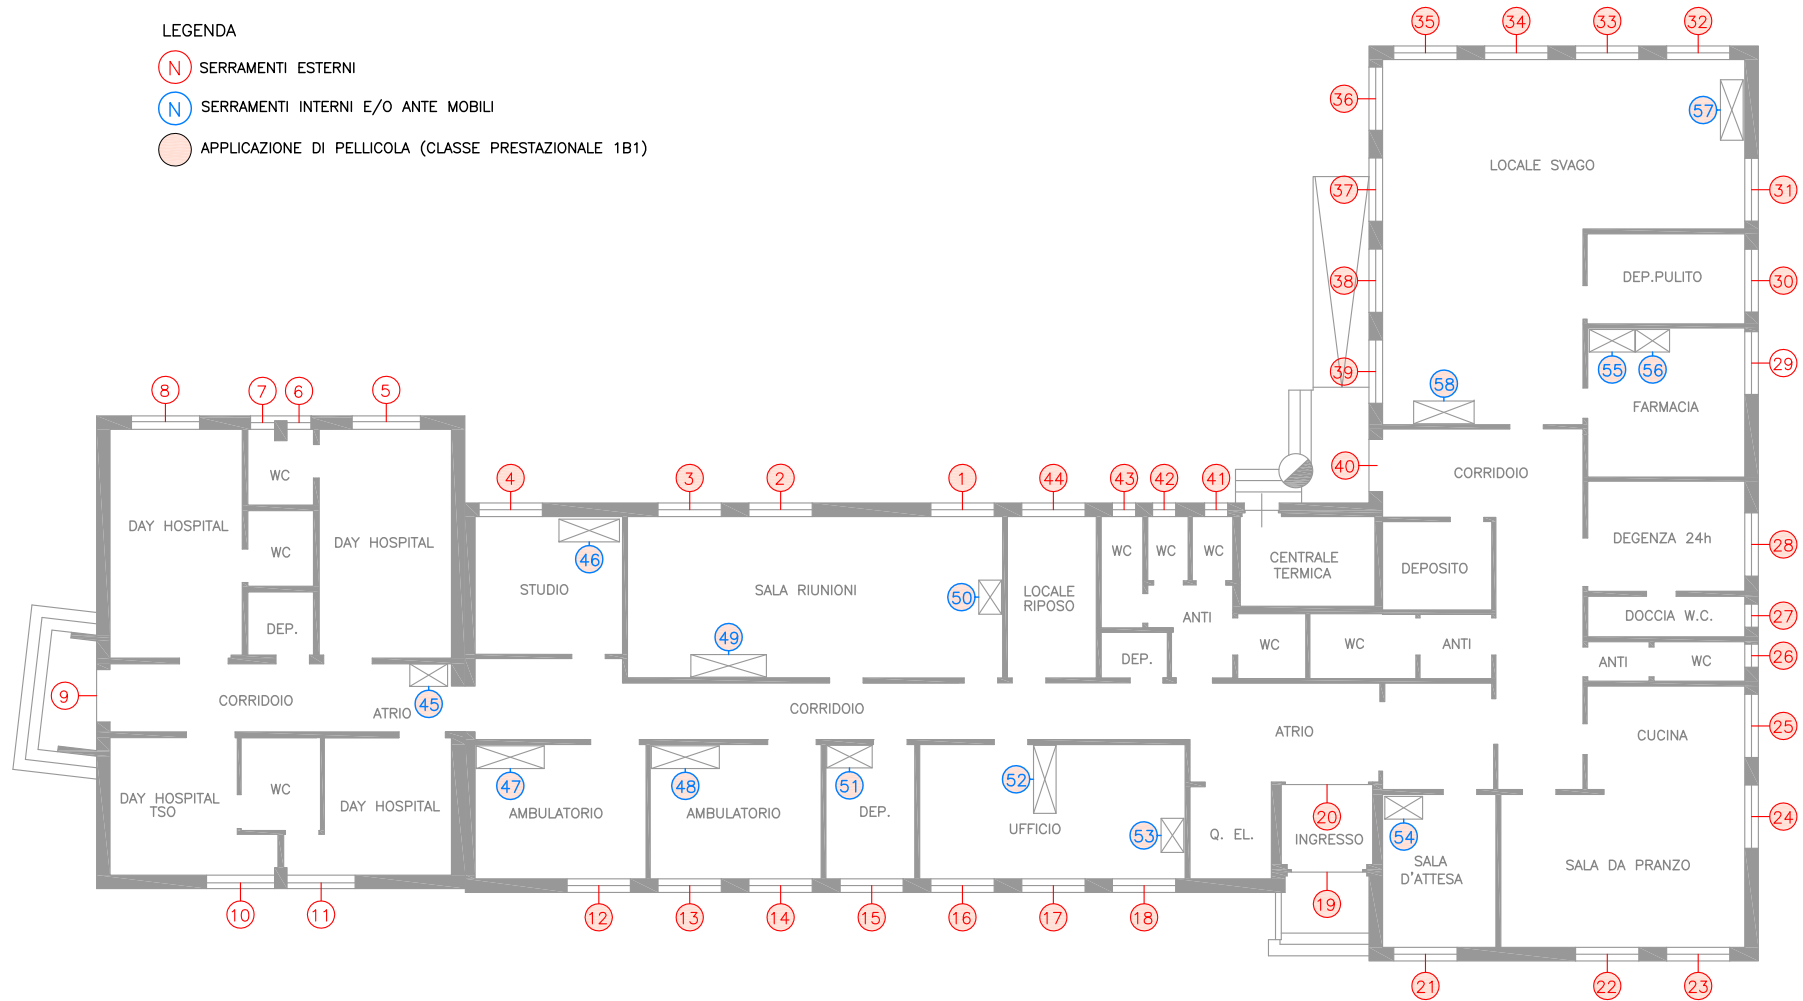 LEGENDA
N SERRAMENTI ESTERNI
N SERRAMENTI INTERNI E/O ANTE MOBILI
APPLICAZIONE DI PELLICOLA (CLASSE PRESTAZIONALE 1B1)
35 34 33 32
36 57
LOCALE SVAGO
37 31
38 DEP.PULITO 30
39 55 56 29
8 7 6 5 58
FARMACIA
40 CORRIDOIO
WC
4 3 2 1 44 43 42 41
DAY HOSPITAL DAY HOSPITAL
WC
46 WC WC WC
CENTRALE
TERMICA
DEPOSITO
DEGENZA 24h 28
STUDIO SALA RIUNIONI 50
LOCALE
RIPOSO
DEP. ANTI DOCCIA W.C. 27
49 WC WC ANTI
DEP. ANTI WC 26
9 CORRIDOIO ATRIO 45 CORRIDOIO
ATRIO CUCINA 25
47 48 51 52
WC
DAY HOSPITAL
TSO
DAY HOSPITAL
AMBULATORIO AMBULATORIO DEP. UFFICIO 53 Q. EL.
20
INGRESSO
54 24
SALA
D'ATTESA
SALA DA PRANZO
10 11 12 13 14 15 16 17 18 19
21 22 23